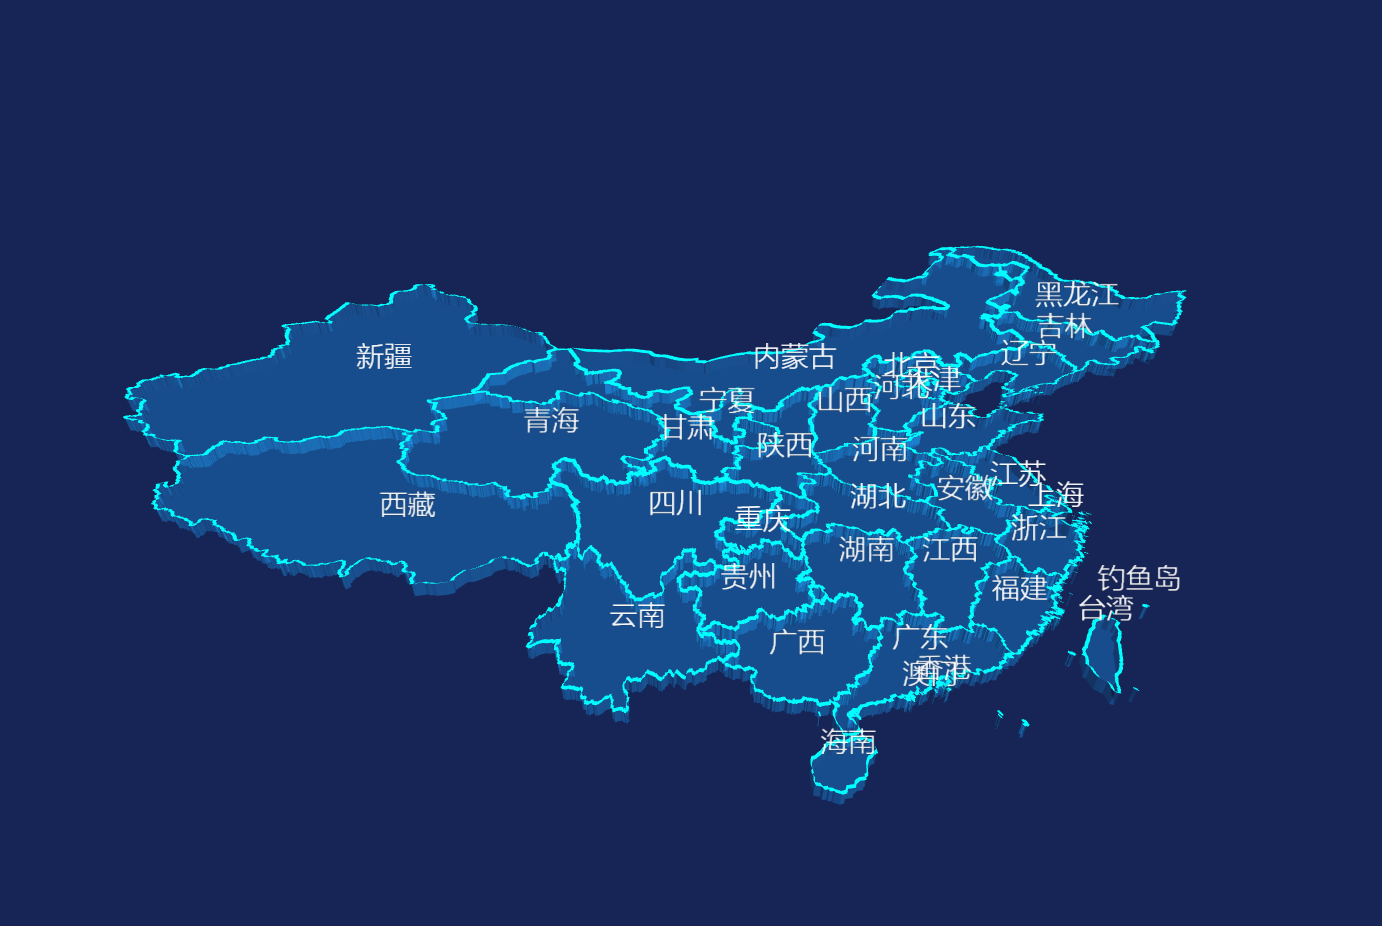 黑龙江
吉林
辽宁
新疆
内蒙古
北京
天津
河北
宁夏
山西
山东
青海
甘肃
陕西
河南
江苏
安徽
上海
西藏
四川
湖北
重庆
浙江
湖南
江西
贵州
福建
钓鱼岛
台湾
云南
广西
广东
香港
澳门
海南